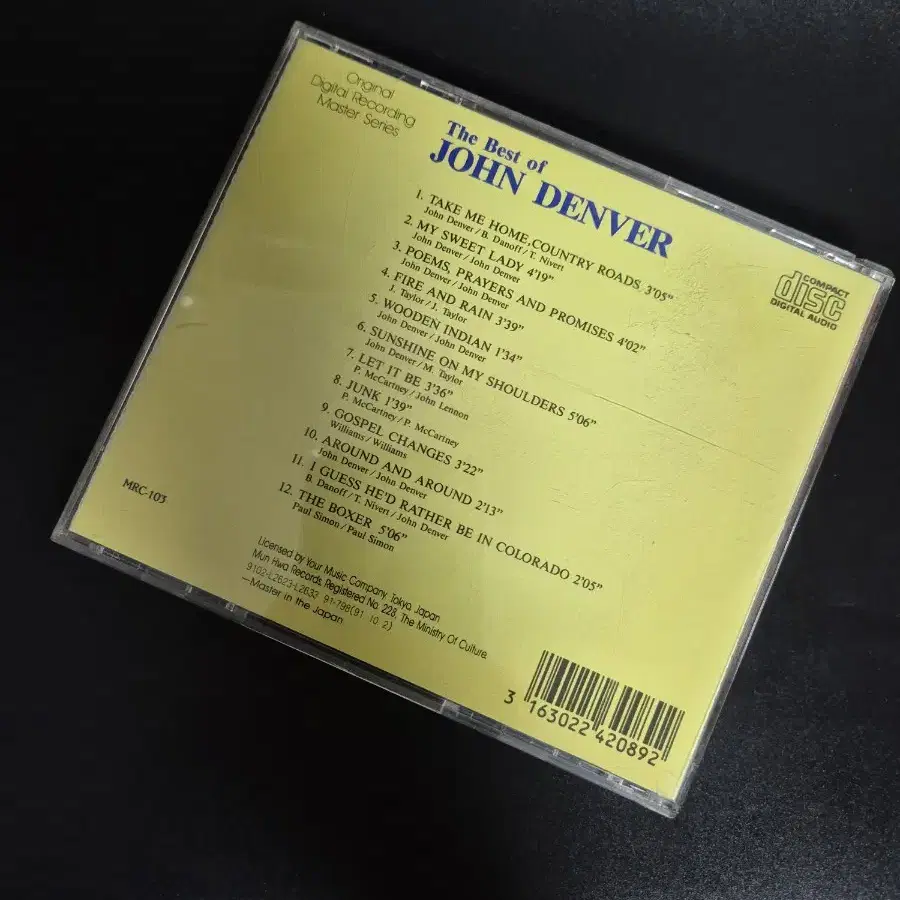 Original
Digital Recording
Master Series
The Best of
JOHN DENVER
1. TAKE ME HOME, COUNTRY ROADS 3'05"
John Denver / B. Danoff / T. Nivert
2. MY SWEET LADY 4'19"
John Denver / John Denver
3. POEMS, PRAYERS AND PROMISES 4'02"
John Denver / John Denver
4. FIRE AND RAIN 3'39"
J. Taylor / J. Taylor
5. WOODEN INDIAN 1'34"
John Denver / John Denver
6. SUNSHINE ON MY SHOULDERS 5'06"
John Denver / M. Taylor
7. LET IT BE 3'36"
P. McCartney / John Lennon
8. JUNK 1'39"
P. McCartney / P. McCartney
9. GOSPEL CHANGES 3'22"
Williams / Williams
10. AROUND AND AROUND 2'13"
John Denver / John Denver
11. I GUESS HE'D RATHER BE IN COLORADO 2'05"
B. Danoff / T. Nivert / John Denver
12. THE BOXER 5'06"
Paul Simon / Paul Simon
COMPACT
disc
DIGITAL AUDIO
MRC-103
Licensed by Your Music Company, Tokyo, Japan
Mun Hwa Records, Registered No. 228, The Ministry Of Culture.
9102-L2623-L2633 91-798(91. 10. 2)
—Master in the Japan
3 163022 420892